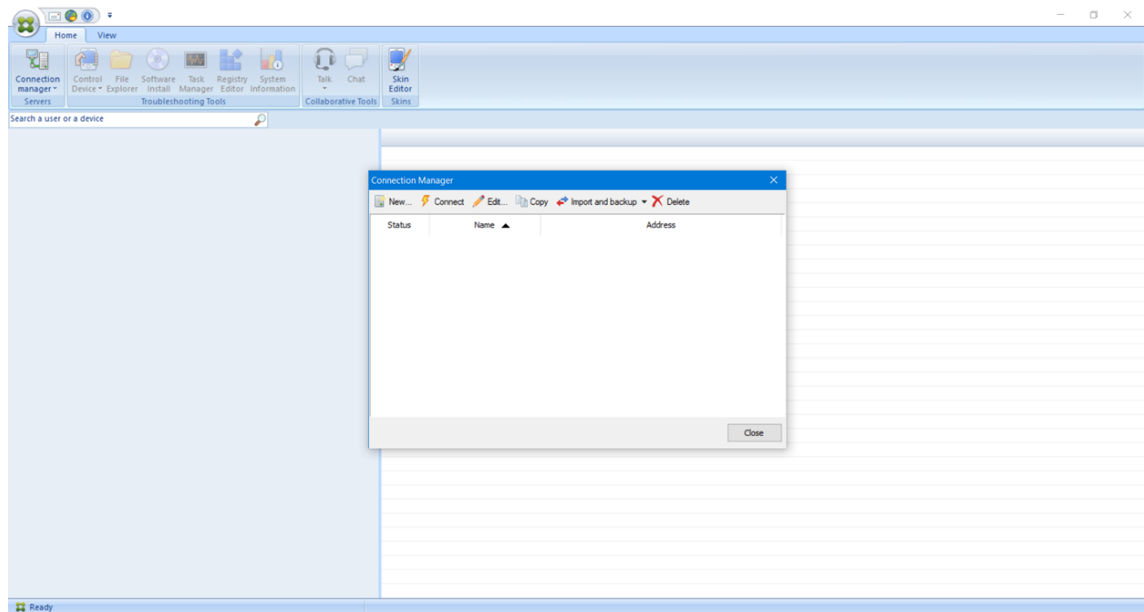 Home View
Connection manager
Control Device
File Explorer
Software Install
Task Manager
Registry Editor
System Information
Talk
Chat
Skin Editor
Servers Troubleshooting Tools Collaborative Tools Skins
Search a user or a device
Connection Manager
New... Connect Edit... Copy Import and backup Delete
Status Name Address
Close
Ready